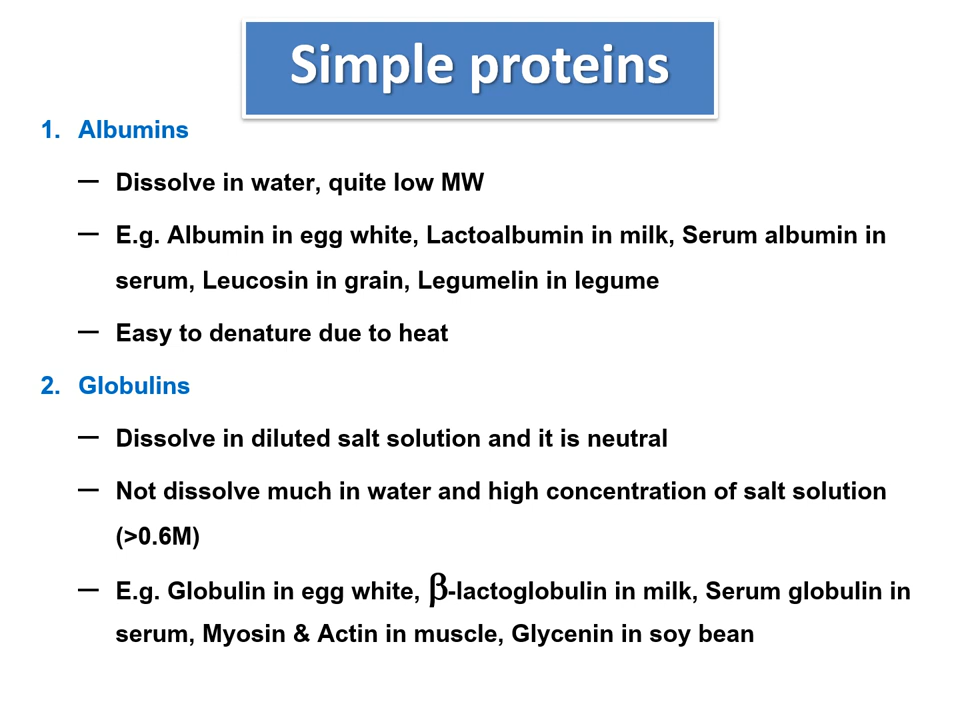 Simple proteins
1. Albumins
— Dissolve in water, quite low MW
— E.g. Albumin in egg white, Lactoalbumin in milk, Serum albumin in
serum, Leucosin in grain, Legumelin in legume
— Easy to denature due to heat
2. Globulins
— Dissolve in diluted salt solution and it is neutral
— Not dissolve much in water and high concentration of salt solution
(>0.6M)
— E.g. Globulin in egg white, β-lactoglobulin in milk, Serum globulin in
serum, Myosin & Actin in muscle, Glycenin in soy bean